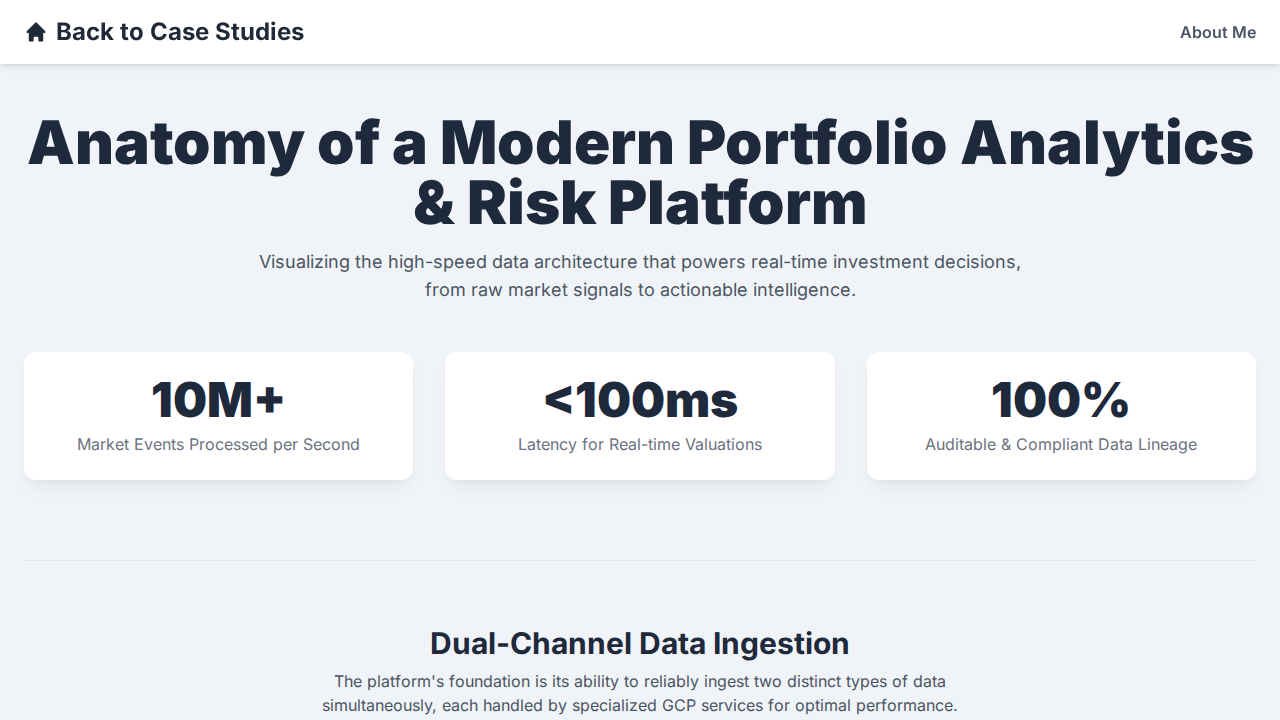 Back to Case Studies
About Me
Anatomy of a Modern Portfolio Analytics
& Risk Platform
Visualizing the high-speed data architecture that powers real-time investment decisions,
from raw market signals to actionable intelligence.
10M+
Market Events Processed per Second
<100ms
Latency for Real-time Valuations
100%
Auditable & Compliant Data Lineage
Dual-Channel Data Ingestion
The platform's foundation is its ability to reliably ingest two distinct types of data
simultaneously, each handled by specialized GCP services for optimal performance.